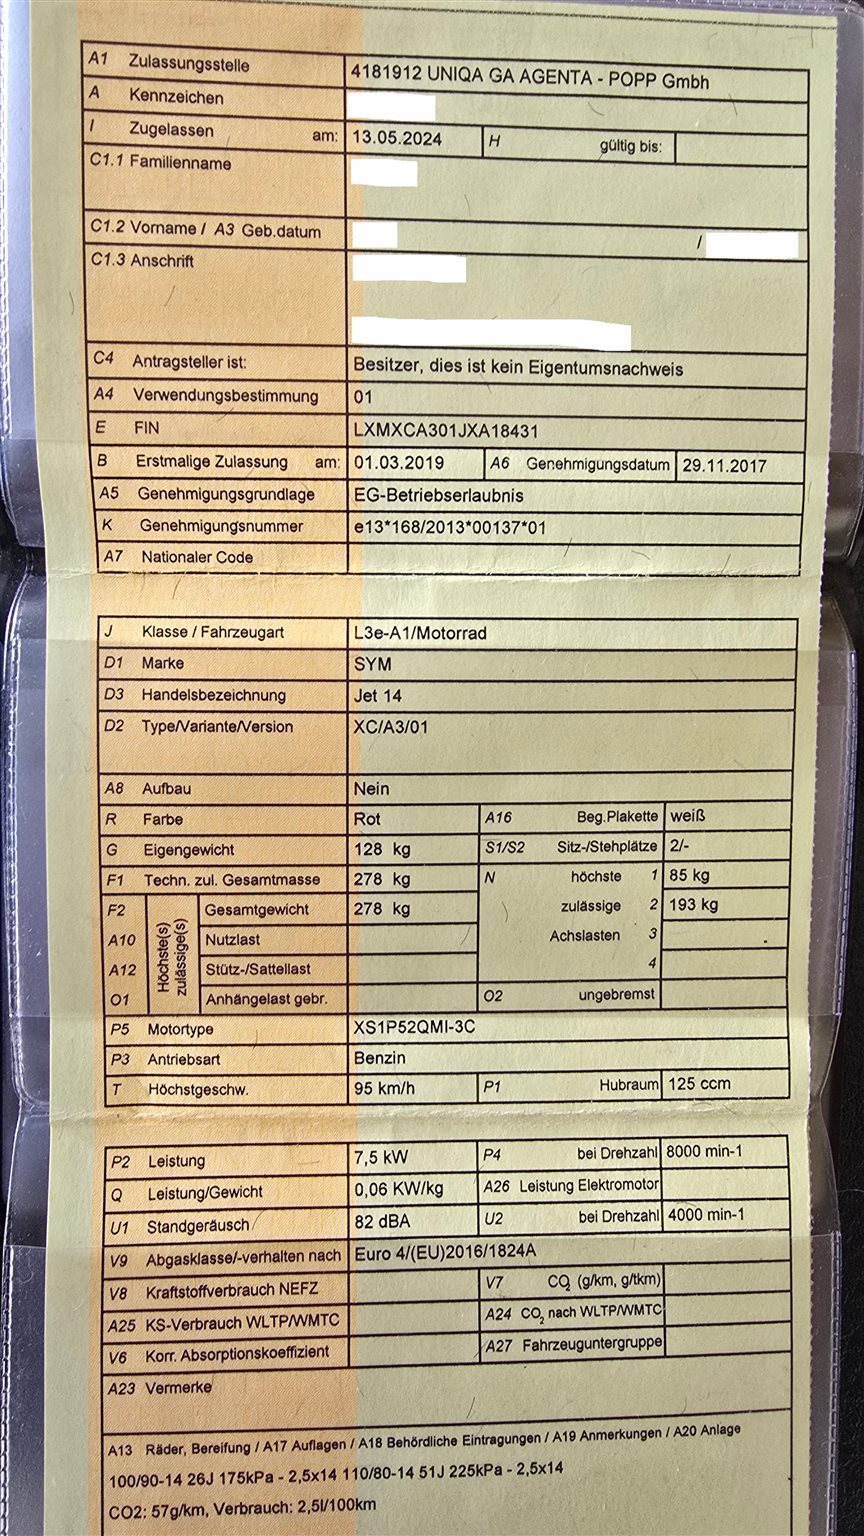 A1 Zulassungsstelle 4181912 UNIQA GA AGENTA - POPP Gmbh
A Kennzeichen
I Zugelassen am: 13.05.2024 H gültig bis:
C1.1 Familienname
C1.2 Vorname / A3 Geb.datum /
C1.3 Anschrift
C4 Antragsteller ist: Besitzer, dies ist kein Eigentumsnachweis
A4 Verwendungsbestimmung 01
E FIN LXMXCA301JXA18431
B Erstmalige Zulassung am: 01.03.2019 A6 Genehmigungsdatum 29.11.2017
A5 Genehmigungsgrundlage EG-Betriebserlaubnis
K Genehmigungsnummer e13*168/2013*00137*01
A7 Nationaler Code
J Klasse / Fahrzeugart L3e-A1/Motorrad
D1 Marke SYM
D3 Handelsbezeichnung Jet 14
D2 Type/Variante/Version XC/A3/01
A8 Aufbau Nein
R Farbe Rot A16 Beg.Plakette weiß
G Eigengewicht 128 kg S1/S2 Sitz-/Stehplätze 2/-
F1 Techn. zul. Gesamtmasse 278 kg N höchste 1 85 kg
F2 Höchste(s) zulässige(s) Gesamtgewicht 278 kg zulässige 2 193 kg
A10 Nutzlast Achslasten 3
A12 Stütz-/Sattellast 4
O1 Anhängelast gebr. O2 ungebremst
P5 Motortype XS1P52QMI-3C
P3 Antriebsart Benzin
T Höchstgeschw. 95 km/h P1 Hubraum 125 ccm
P2 Leistung 7,5 kW P4 bei Drehzahl 8000 min-1
Q Leistung/Gewicht 0,06 KW/kg A26 Leistung Elektromotor
U1 Standgeräusch 82 dBA U2 bei Drehzahl 4000 min-1
V9 Abgasklasse/-verhalten nach Euro 4/(EU)2016/1824A
V8 Kraftstoffverbrauch NEFZ V7 CO2 (g/km, g/tkm)
A25 KS-Verbrauch WLTP/WMTC A24 CO2 nach WLTP/WMTC
V6 Korr. Absorptionskoeffizient A27 Fahrzeuguntergruppe
A23 Vermerke
A13 Räder, Bereifung / A17 Auflagen / A18 Behördliche Eintragungen / A19 Anmerkungen / A20 Anlage
100/90-14 26J 175kPa - 2,5x14 110/80-14 51J 225kPa - 2,5x14
CO2: 57g/km, Verbrauch: 2,5l/100km